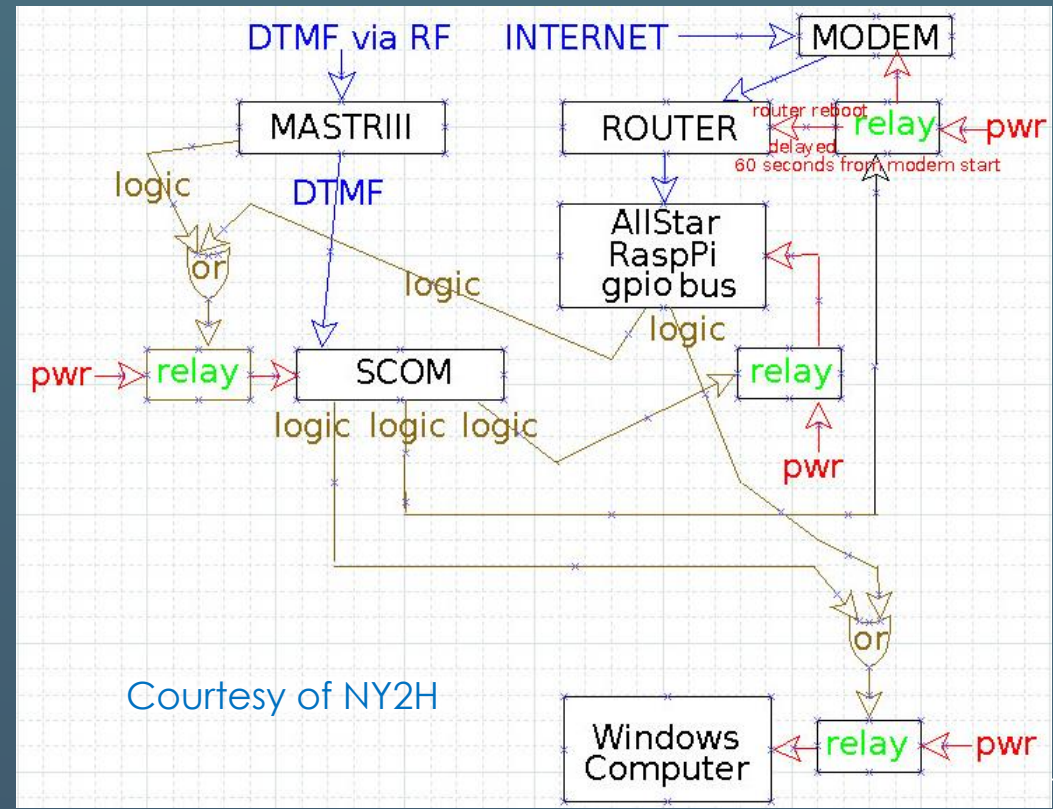 DTMF via RF
INTERNET
MODEM
MASTRIII
ROUTER
router reboot
relay
pwr
delayed
60 seconds from modem start
logic
DTMF
AllStar
RaspPi
gpio bus
or
logic
logic
pwr
relay
SCOM
relay
logic
logic
logic
pwr
or
Courtesy of NY2H
Windows
Computer
relay
pwr